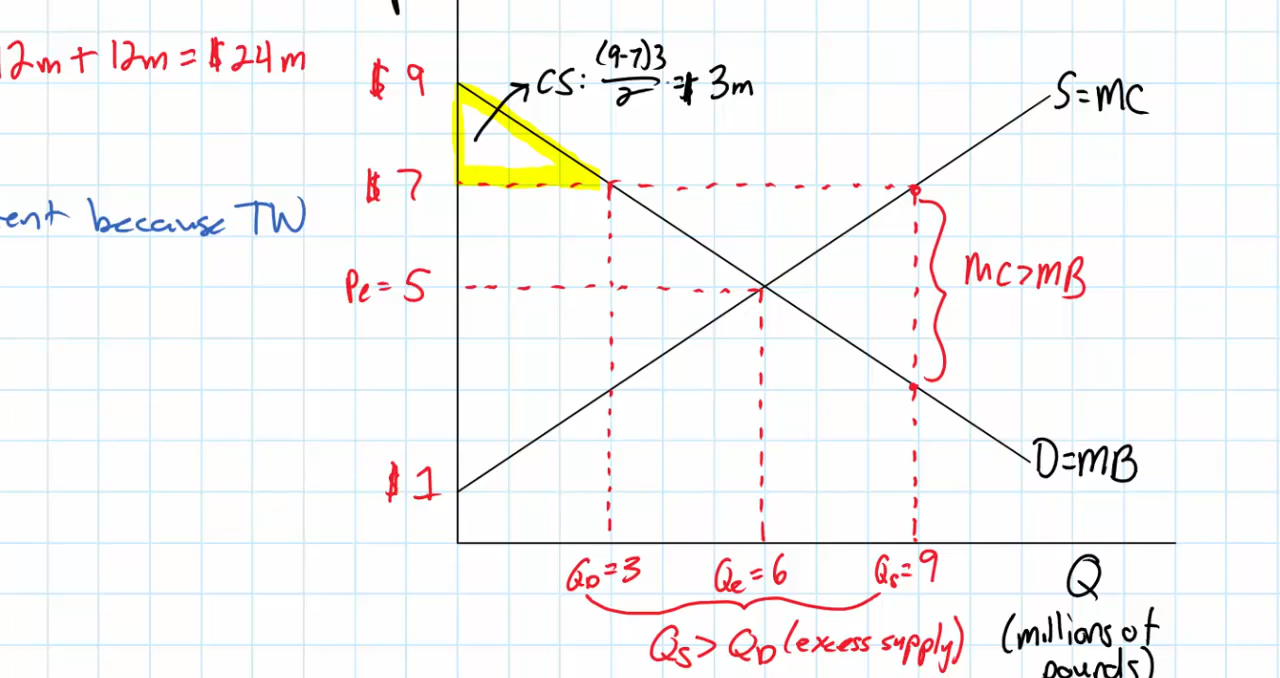 2m + 12m = $24m
ent because TW
$9
CS: (9-7)3
2
= $3m
S=MC
$7
MC>MB
Pe = 5
$1
D=MB
QD=3
Qe=6
Qs=9
Q
(millions of
pounds)
Qs > QD (excess supply)